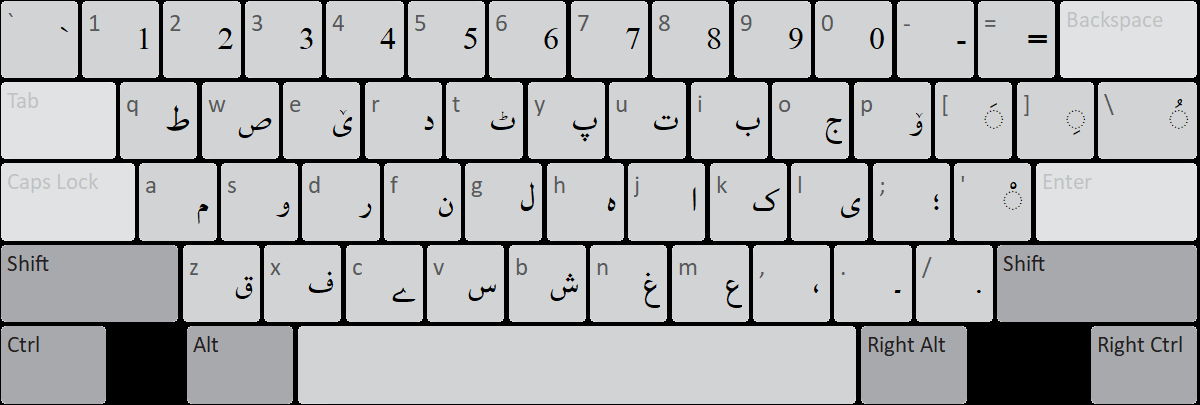 ` ` 1 1 2 2 3 3 4 4 5 5 6 6 7 7 8 8 9 9 0 0 - - = = Backspace
Tab q ط w ص e ئ r د t ٹ y پ u ت i ب o ج p ؤ [ ◌َ ] ◌ِ \ ◌ُ
Caps Lock a م s و d ر f ن g ل h ہ j ا k ک l ی ; ؛ ' ◌ْ Enter
Shift z ق x ف c ے v س b ش n غ m ع , ، . ۔ / . Shift
Ctrl Alt Right Alt Right Ctrl